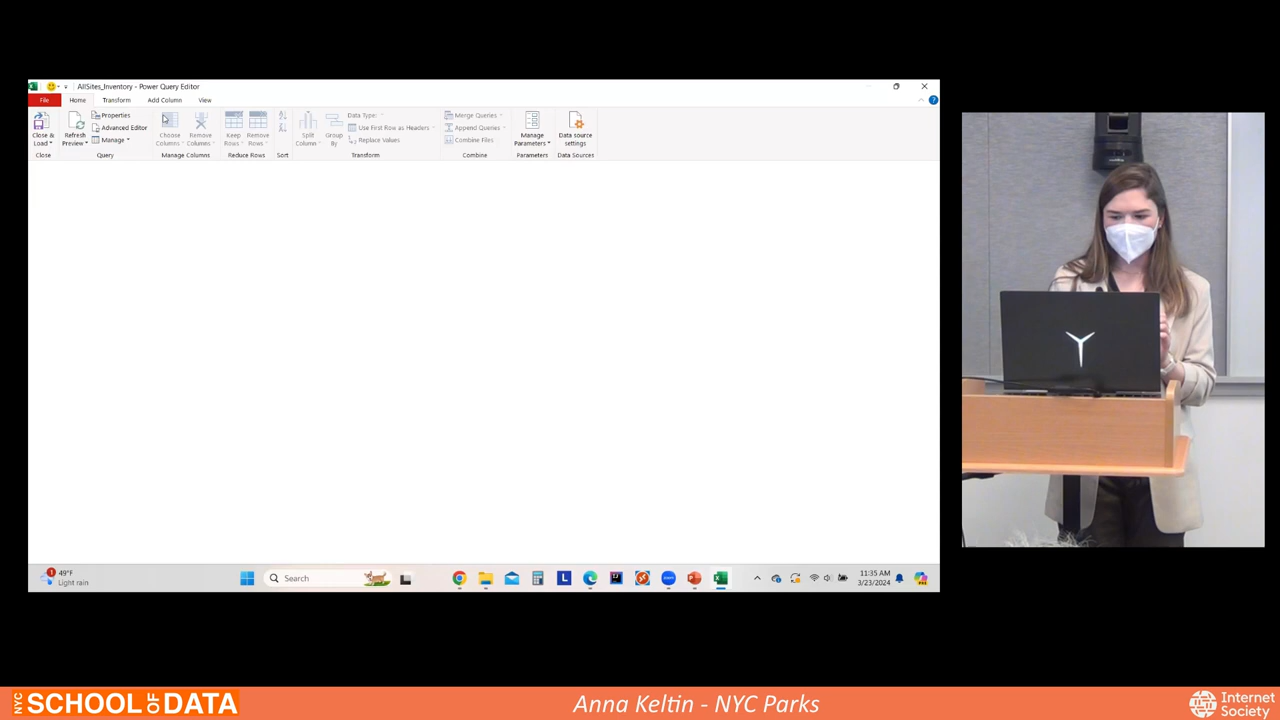 AllSites_Inventory - Power Query Editor
File Home Transform Add Column View
Close & Load
Close
Refresh Preview
Properties
Advanced Editor
Manage
Query
Choose Columns
Remove Columns
Manage Columns
Keep Rows
Remove Rows
Reduce Rows
Sort
Split Column
Group By
Data Type:
Use First Row as Headers
Replace Values
Transform
Merge Queries
Append Queries
Combine Files
Combine
Manage Parameters
Parameters
Data source settings
Data Sources
1
49°F
Light rain
Search
11:35 AM
3/23/2024
NYC SCHOOL OF DATA
Anna Keltin - NYC Parks
Internet
Society